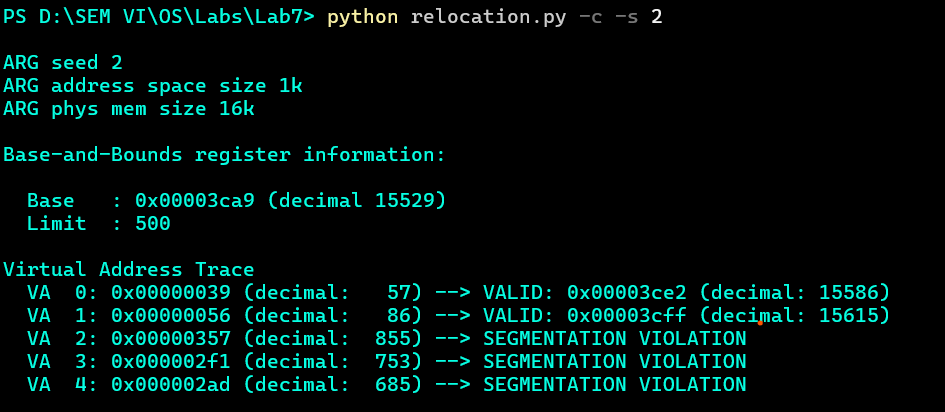 PS D:\SEM VI\OS\Labs\Lab7> python relocation.py -c -s 2
ARG seed 2
ARG address space size 1k
ARG phys mem size 16k
Base-and-Bounds register information:
  Base   : 0x00003ca9 (decimal 15529)
  Limit  : 500
Virtual Address Trace
  VA  0: 0x00000039 (decimal:   57) --> VALID: 0x00003ce2 (decimal: 15586)
  VA  1: 0x00000056 (decimal:   86) --> VALID: 0x00003cff (decimal: 15615)
  VA  2: 0x00000357 (decimal:  855) --> SEGMENTATION VIOLATION
  VA  3: 0x000002f1 (decimal:  753) --> SEGMENTATION VIOLATION
  VA  4: 0x000002ad (decimal:  685) --> SEGMENTATION VIOLATION